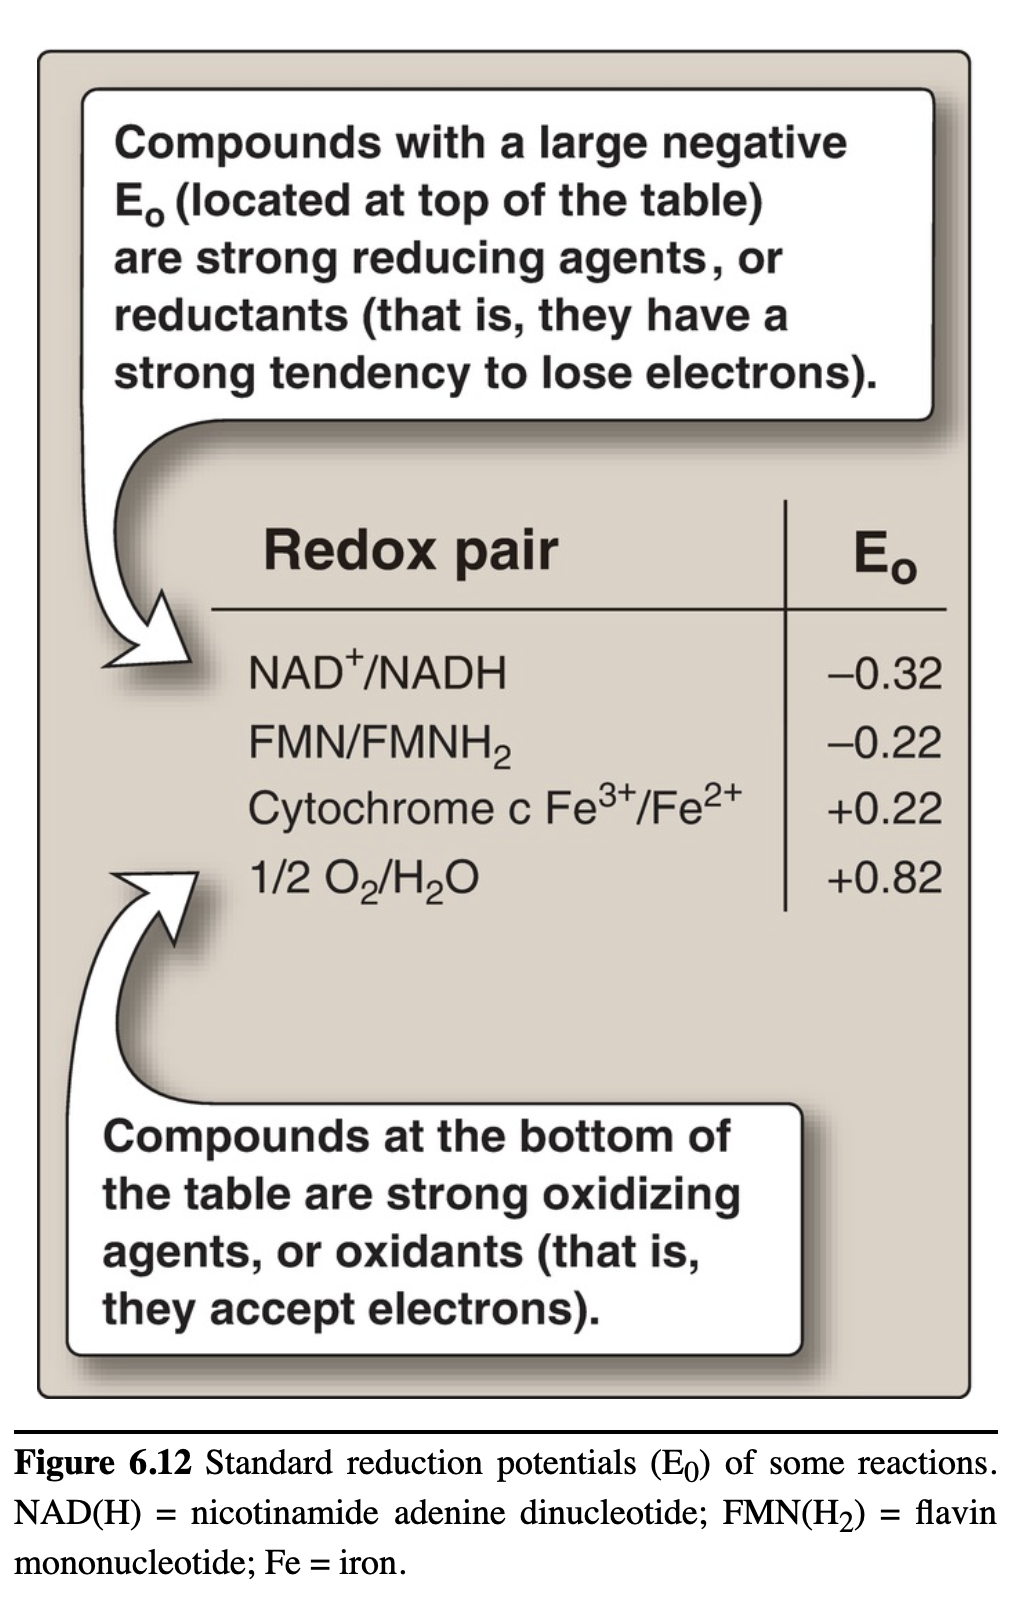 Compounds with a large negative
Eo (located at top of the table)
are strong reducing agents, or
reductants (that is, they have a
strong tendency to lose electrons).
Redox pair Eo
NAD+/NADH –0.32
FMN/FMNH2 –0.22
Cytochrome c Fe3+/Fe2+ +0.22
1/2 O2/H2O +0.82
Compounds at the bottom of
the table are strong oxidizing
agents, or oxidants (that is,
they accept electrons).
Figure 6.12 Standard reduction potentials (E0) of some reactions.
NAD(H) = nicotinamide adenine dinucleotide; FMN(H2) = flavin
mononucleotide; Fe = iron.